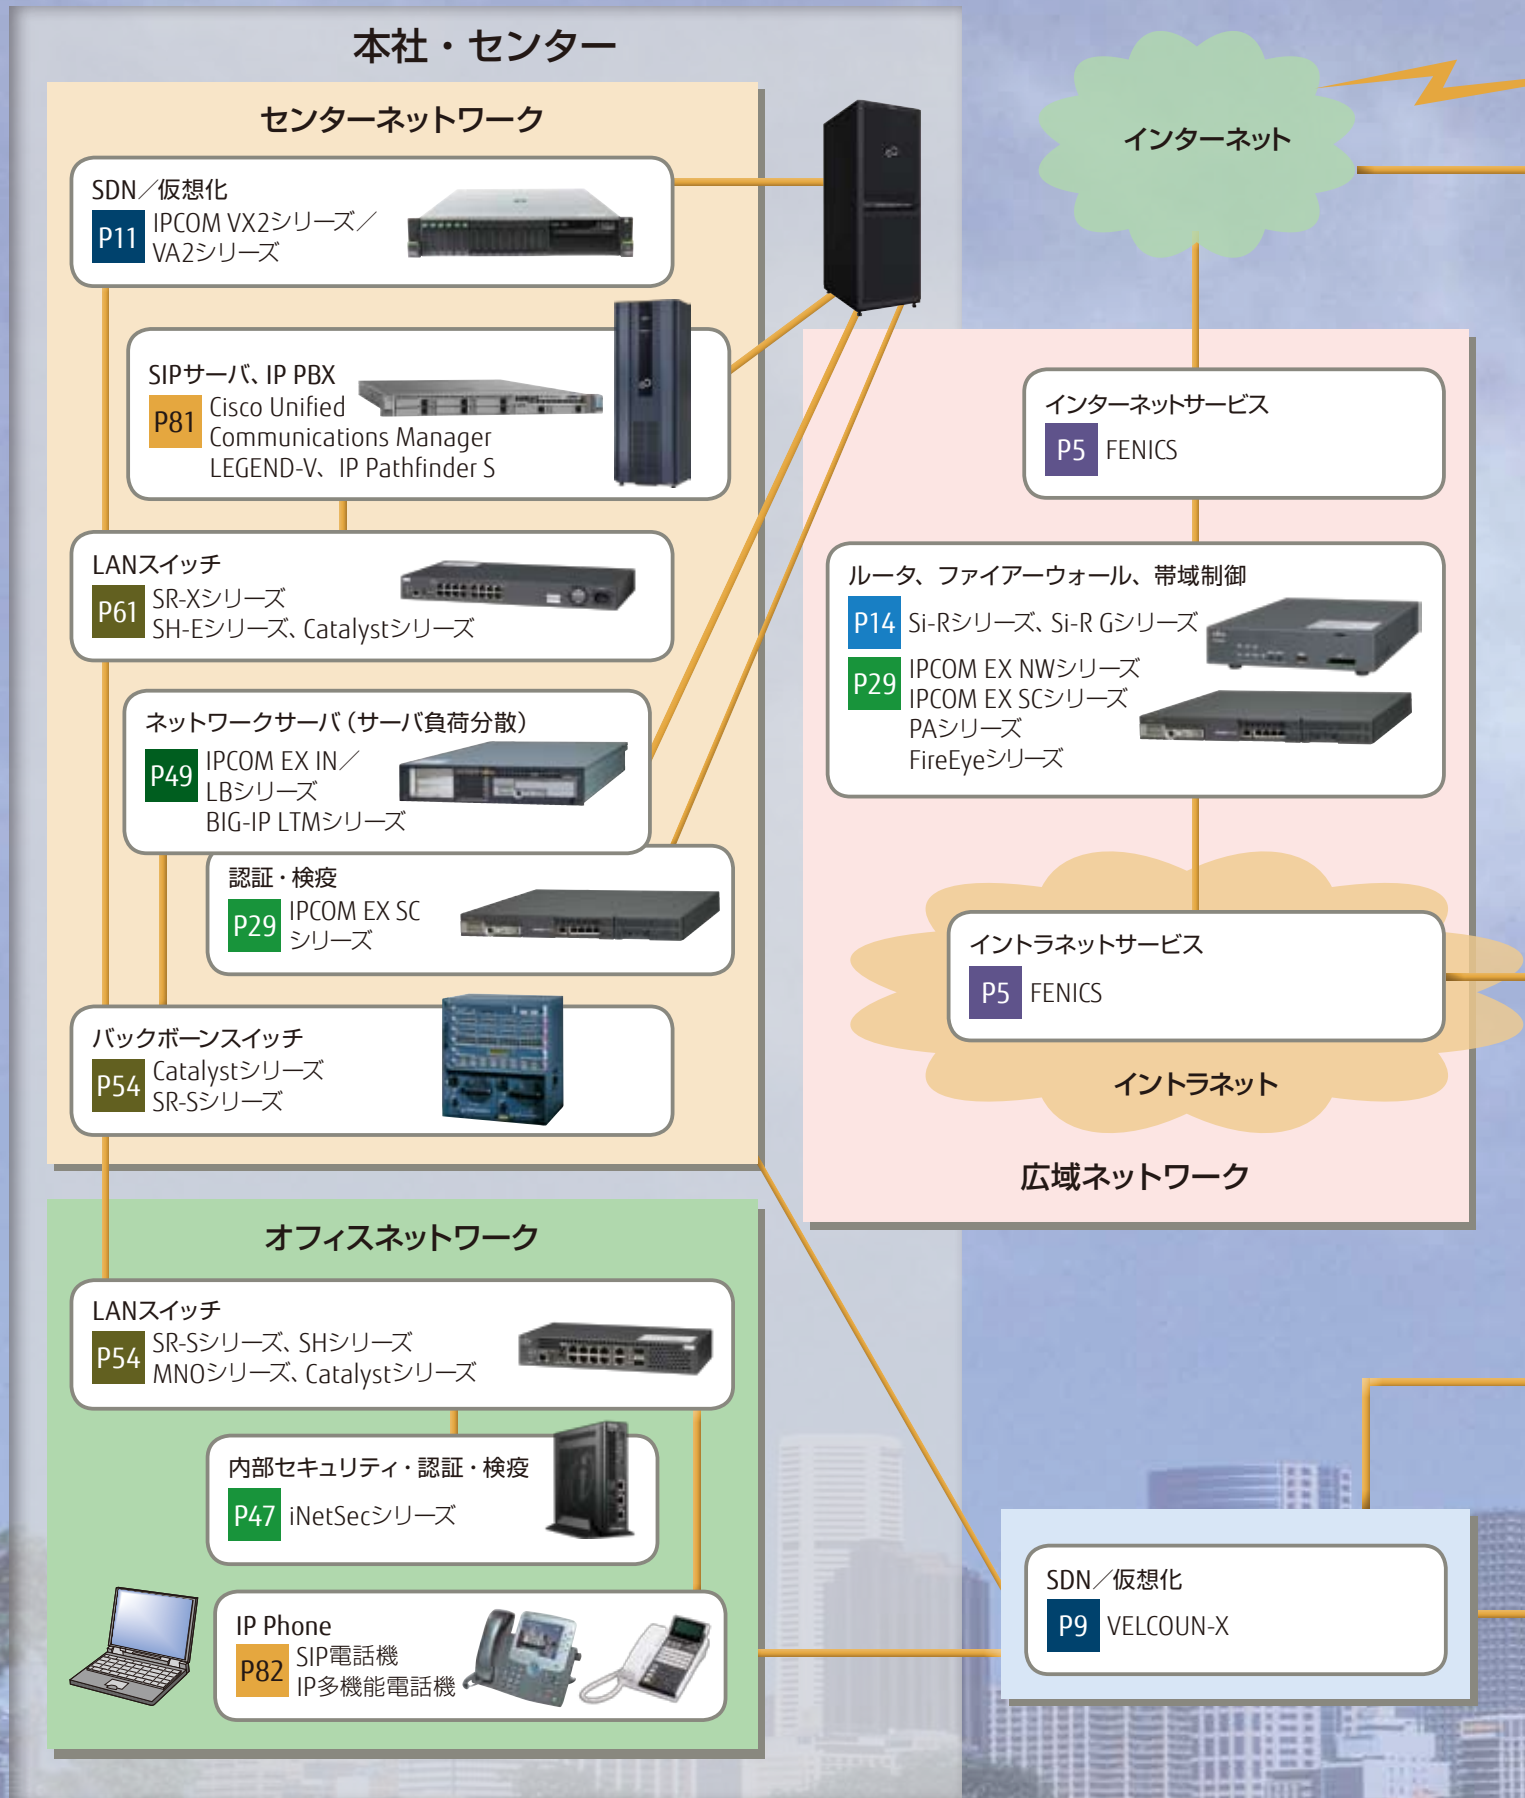 本社・センター
センターネットワーク
SDN／仮想化
P11
IPCOM VX2シリーズ／
VA2シリーズ
SIPサーバ、IP PBX
P81
Cisco Unified
Communications Manager
LEGEND-V、IP Pathfinder S
LANスイッチ
P61
SR-Xシリーズ
SH-Eシリーズ、Catalystシリーズ
ネットワークサーバ（サーバ負荷分散）
P49
IPCOM EX IN／
LBシリーズ
BIG-IP LTMシリーズ
認証・検疫
P29
IPCOM EX SC
シリーズ
バックボーンスイッチ
P54
Catalystシリーズ
SR-Sシリーズ
オフィスネットワーク
LANスイッチ
P54
SR-Sシリーズ、SHシリーズ
MNOシリーズ、Catalystシリーズ
内部セキュリティ・認証・検疫
P47
iNetSecシリーズ
IP Phone
P82
SIP電話機
IP多機能電話機
インターネット
インターネットサービス
P5
FENICS
ルータ、ファイアーウォール、帯域制御
P14
Si-Rシリーズ、Si-R Gシリーズ
P29
IPCOM EX NWシリーズ
IPCOM EX SCシリーズ
PAシリーズ
FireEyeシリーズ
イントラネットサービス
P5
FENICS
イントラネット
広域ネットワーク
SDN／仮想化
P9
VELCOUN-X